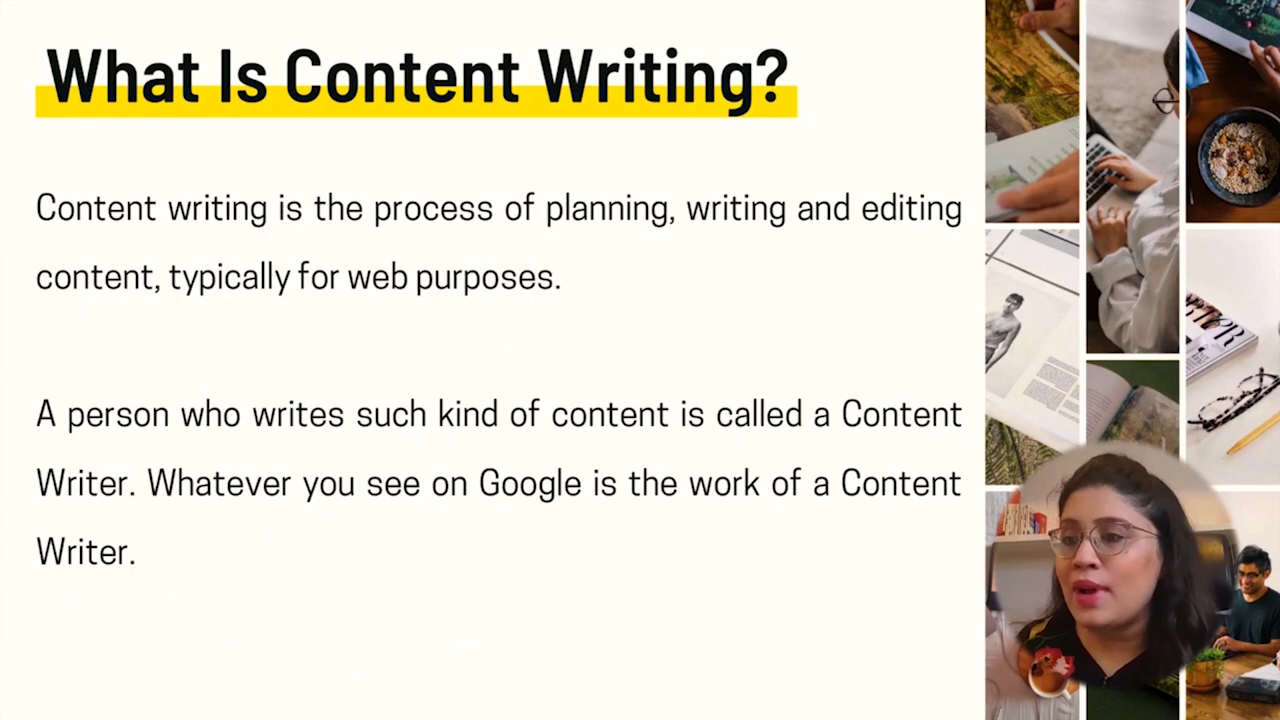 What Is Content Writing?
Content writing is the process of planning, writing and editing
content, typically for web purposes.
A person who writes such kind of content is called a Content
Writer. Whatever you see on Google is the work of a Content
Writer.